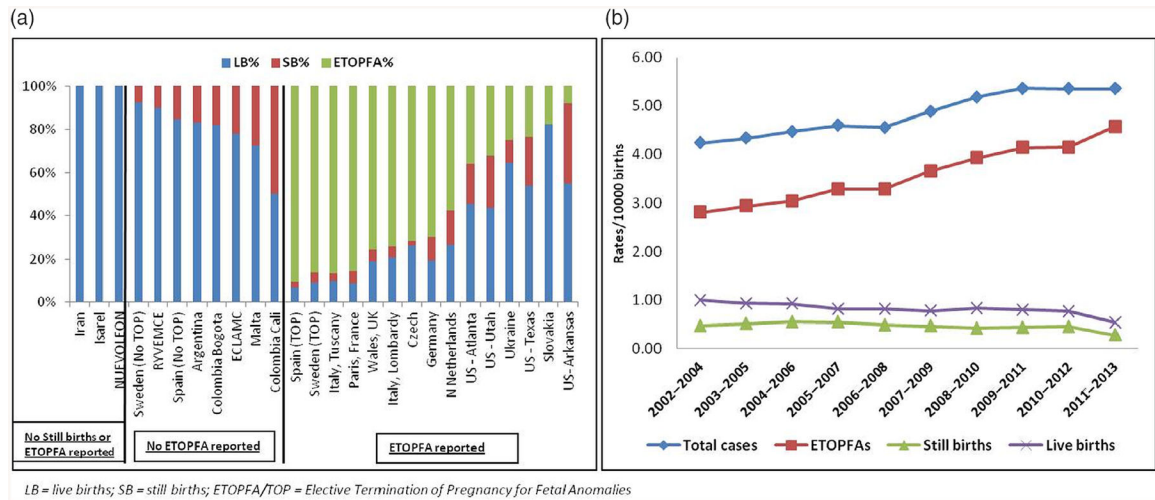 (a)
LB% SB% ETOPFA%
100%
80%
60%
40%
20%
0%
Iran
Isarel
NUEVOLEON
Sweden (No TOP)
RYVEMCE
Spain (No TOP)
Argentina
Colombia Bogota
ECLAMC
Malta
Colombia Cali
Spain (TOP)
Sweden (TOP)
Italy, Tuscany
Paris, France
Wales, UK
Italy, Lombardy
Czech
Germany
N Netherlands
US - Atlanta
US - Utah
Ukraine
US - Texas
Slovakia
US- Arkansas
No Still births or
ETOPFA reported
No ETOPFA reported
ETOPFA reported
(b)
6.00
5.00
4.00
3.00
2.00
1.00
0.00
Rates/10000 births
2002–2004
2003–2005
2004–2006
2005–2007
2006–2008
2007–2009
2008–2010
2009–2011
2010–2012
2011–2013
Total cases ETOPFAs Still births Live births
LB = live births; SB = still births; ETOPFA/TOP = Elective Termination of Pregnancy for Fetal Anomalies